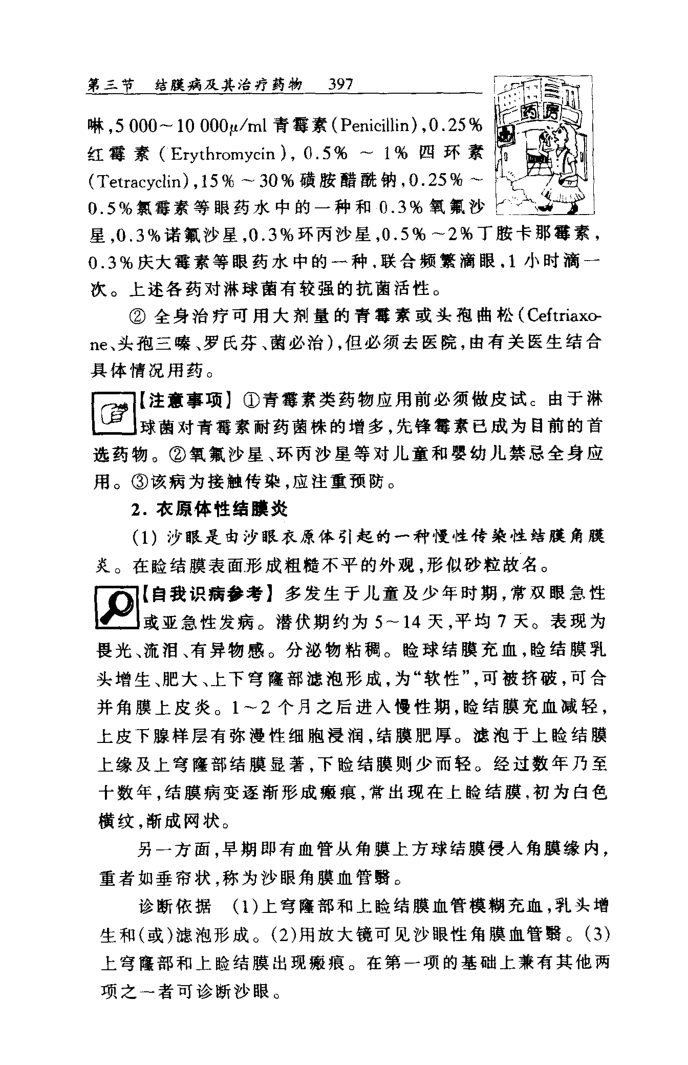 第三节　结膜病及其治疗药物　397
药房
啉,5 000～10 000μ/ml 青霉素(Penicillin),0.25%
红霉素(Erythromycin), 0.5% ～ 1% 四环素
(Tetracyclin),15%～30%磺胺醋酰钠,0.25%～
0.5%氯霉素等眼药水中的一种和 0.3%氧氟沙
星,0.3%诺氟沙星,0.3%环丙沙星,0.5%～2%丁胺卡那霉素,
0.3%庆大霉素等眼药水中的一种,联合频繁滴眼,1 小时滴一
次。上述各药对淋球菌有较强的抗菌活性。
② 全身治疗可用大剂量的青霉素或头孢曲松(Ceftriaxo-
ne、头孢三嗪、罗氏芬、菌必治),但必须去医院,由有关医生结合
具体情况用药。
【注意事项】①青霉素类药物应用前必须做皮试。由于淋
球菌对青霉素耐药菌株的增多,先锋霉素已成为目前的首
选药物。②氧氟沙星、环丙沙星等对儿童和婴幼儿禁忌全身应
用。③该病为接触传染,应注重预防。
2. 衣原体性结膜炎
(1) 沙眼是由沙眼衣原体引起的一种慢性传染性结膜角膜
炎。在睑结膜表面形成粗糙不平的外观,形似砂粒故名。
【自我识病参考】多发生于儿童及少年时期,常双眼急性
或亚急性发病。潜伏期约为 5～14 天,平均 7 天。表现为
畏光、流泪、有异物感。分泌物粘稠。睑球结膜充血,睑结膜乳
头增生、肥大、上下穹窿部滤泡形成,为“软性”,可被挤破,可合
并角膜上皮炎。1～2 个月之后进入慢性期,睑结膜充血减轻,
上皮下腺样层有弥漫性细胞浸润,结膜肥厚。滤泡于上睑结膜
上缘及上穹窿部结膜显著,下睑结膜则少而轻。经过数年乃至
十数年,结膜病变逐渐形成瘢痕,常出现在上睑结膜,初为白色
横纹,渐成网状。
另一方面,早期即有血管从角膜上方球结膜侵入角膜缘内,
重者如垂帘状,称为沙眼角膜血管翳。
诊断依据　(1)上穹窿部和上睑结膜血管模糊充血,乳头增
生和(或)滤泡形成。(2)用放大镜可见沙眼性角膜血管翳。(3)
上穹窿部和上睑结膜出现瘢痕。在第一项的基础上兼有其他两
项之一者可诊断沙眼。